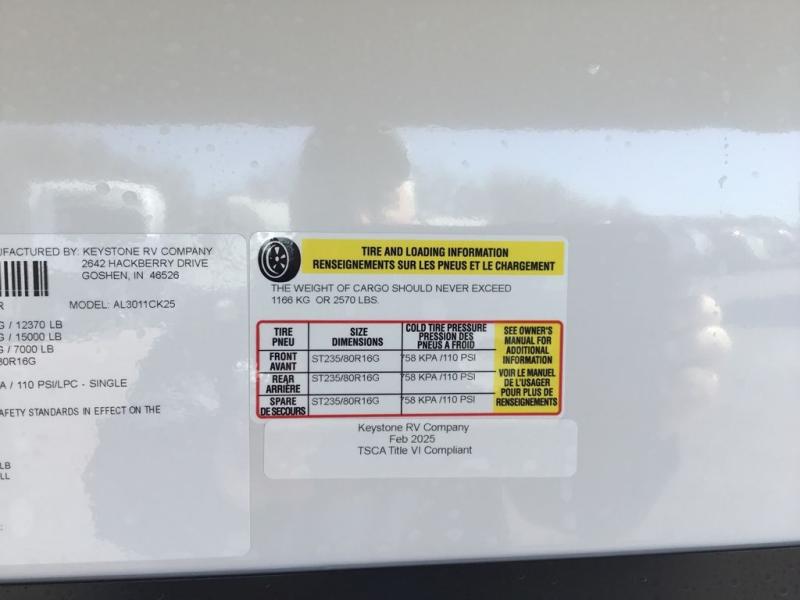 UFACTURED BY: KEYSTONE RV COMPANY
2642 HACKBERRY DRIVE
GOSHEN, IN 46526
R MODEL: AL3011CK25
G / 12370 LB
G / 15000 LB
G / 7000 LB
80R16G
A / 110 PSI/LPC - SINGLE
AFETY STANDARDS IN EFFECT ON THE
LB
LL
TIRE AND LOADING INFORMATION
RENSEIGNEMENTS SUR LES PNEUS ET LE CHARGEMENT
THE WEIGHT OF CARGO SHOULD NEVER EXCEED
1166 KG OR 2570 LBS.
TIRE
PNEU
SIZE
DIMENSIONS
COLD TIRE PRESSURE
PRESSION DES
PNEUS A FROID
FRONT
AVANT
ST235/80R16G
758 KPA /110 PSI
REAR
ARRIÈRE
ST235/80R16G
758 KPA /110 PSI
SPARE
DE SECOURS
ST235/80R16G
758 KPA /110 PSI
SEE OWNER'S
MANUAL FOR
ADDITIONAL
INFORMATION
VOIR LE MANUEL
DE L'USAGER
POUR PLUS DE
RENSEIGNEMENTS
Keystone RV Company
Feb 2025
TSCA Title VI Compliant